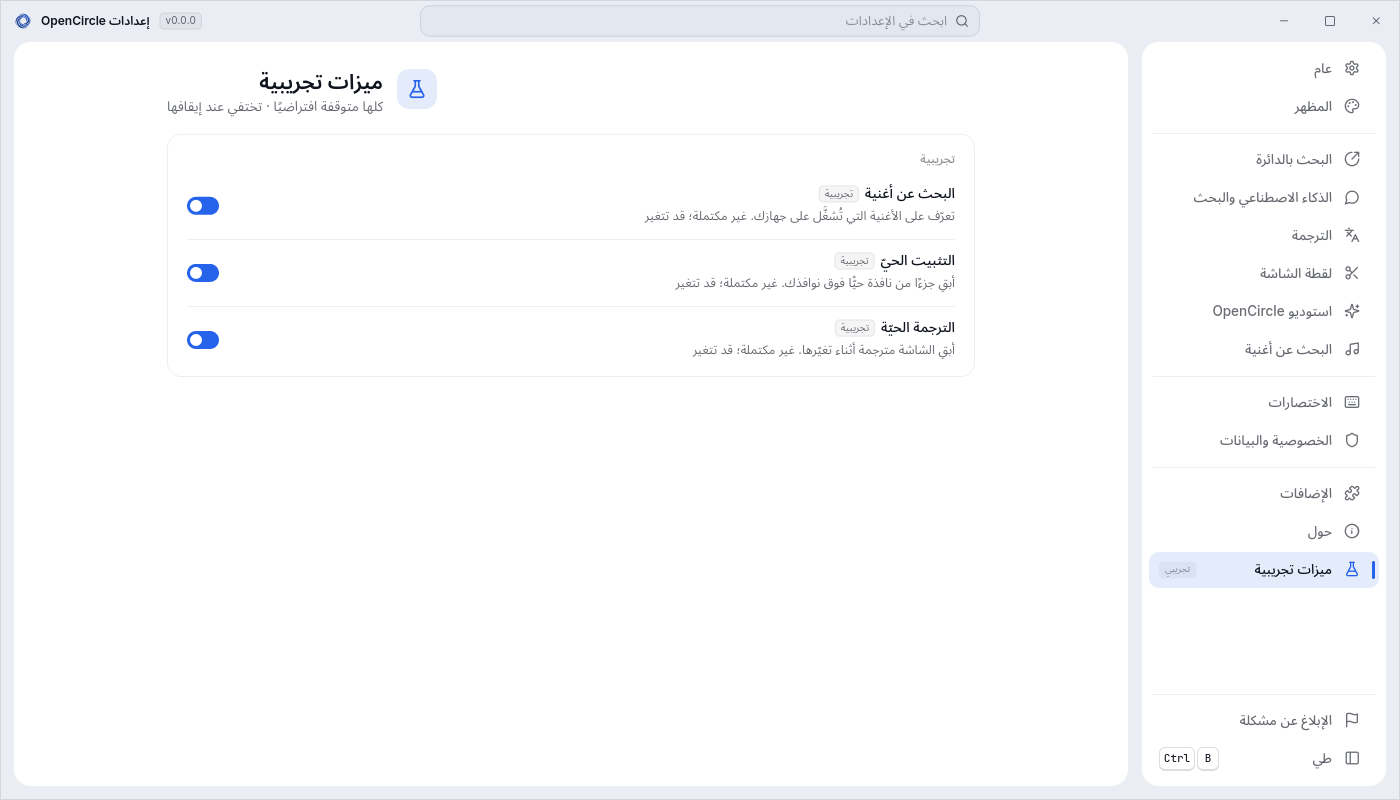 إعدادات OpenCircle
v0.0.0
ابحث في الإعدادات
عام
المظهر
البحث بالدائرة
الذكاء الاصطناعي والبحث
الترجمة
لقطة الشاشة
استوديو OpenCircle
البحث عن أغنية
الاختصارات
الخصوصية والبيانات
الإضافات
حول
ميزات تجريبية تجريبي
الإبلاغ عن مشكلة
طي Ctrl B
ميزات تجريبية
كلها متوقفة افتراضيًا · تختفي عند إيقافها
تجريبية
البحث عن أغنية تجريبية
تعرّف على الأغنية التي تُشغَّل على جهازك. غير مكتملة؛ قد تتغير
التثبيت الحيّ تجريبية
أبقِ جزءًا من نافذة حيًّا فوق نوافذك. غير مكتملة؛ قد تتغير
الترجمة الحيّة تجريبية
أبقِ الشاشة مترجمة أثناء تغيّرها. غير مكتملة؛ قد تتغير